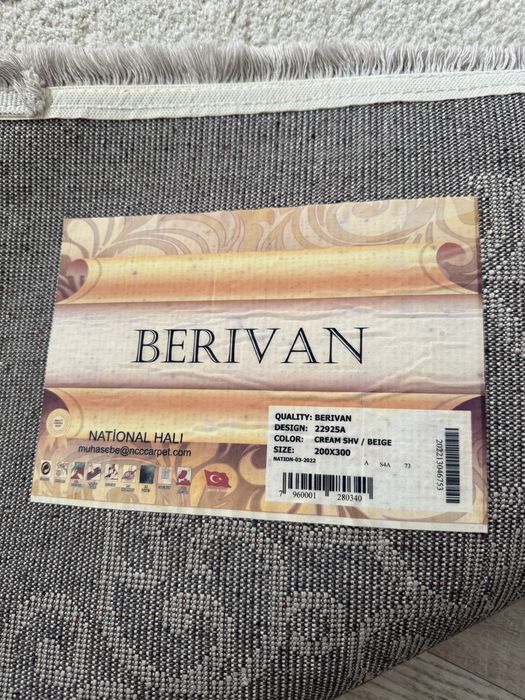 BERIVAN
QUALITY: BERIVAN
DESIGN: 22925A
COLOR: CREAM SHV / BEIGE
SIZE: 200X300
NATION-03-2022 A S4A 73
7 960001 280340
202213046753
NATİONAL HALI
muhasebe@ncccarpet.com